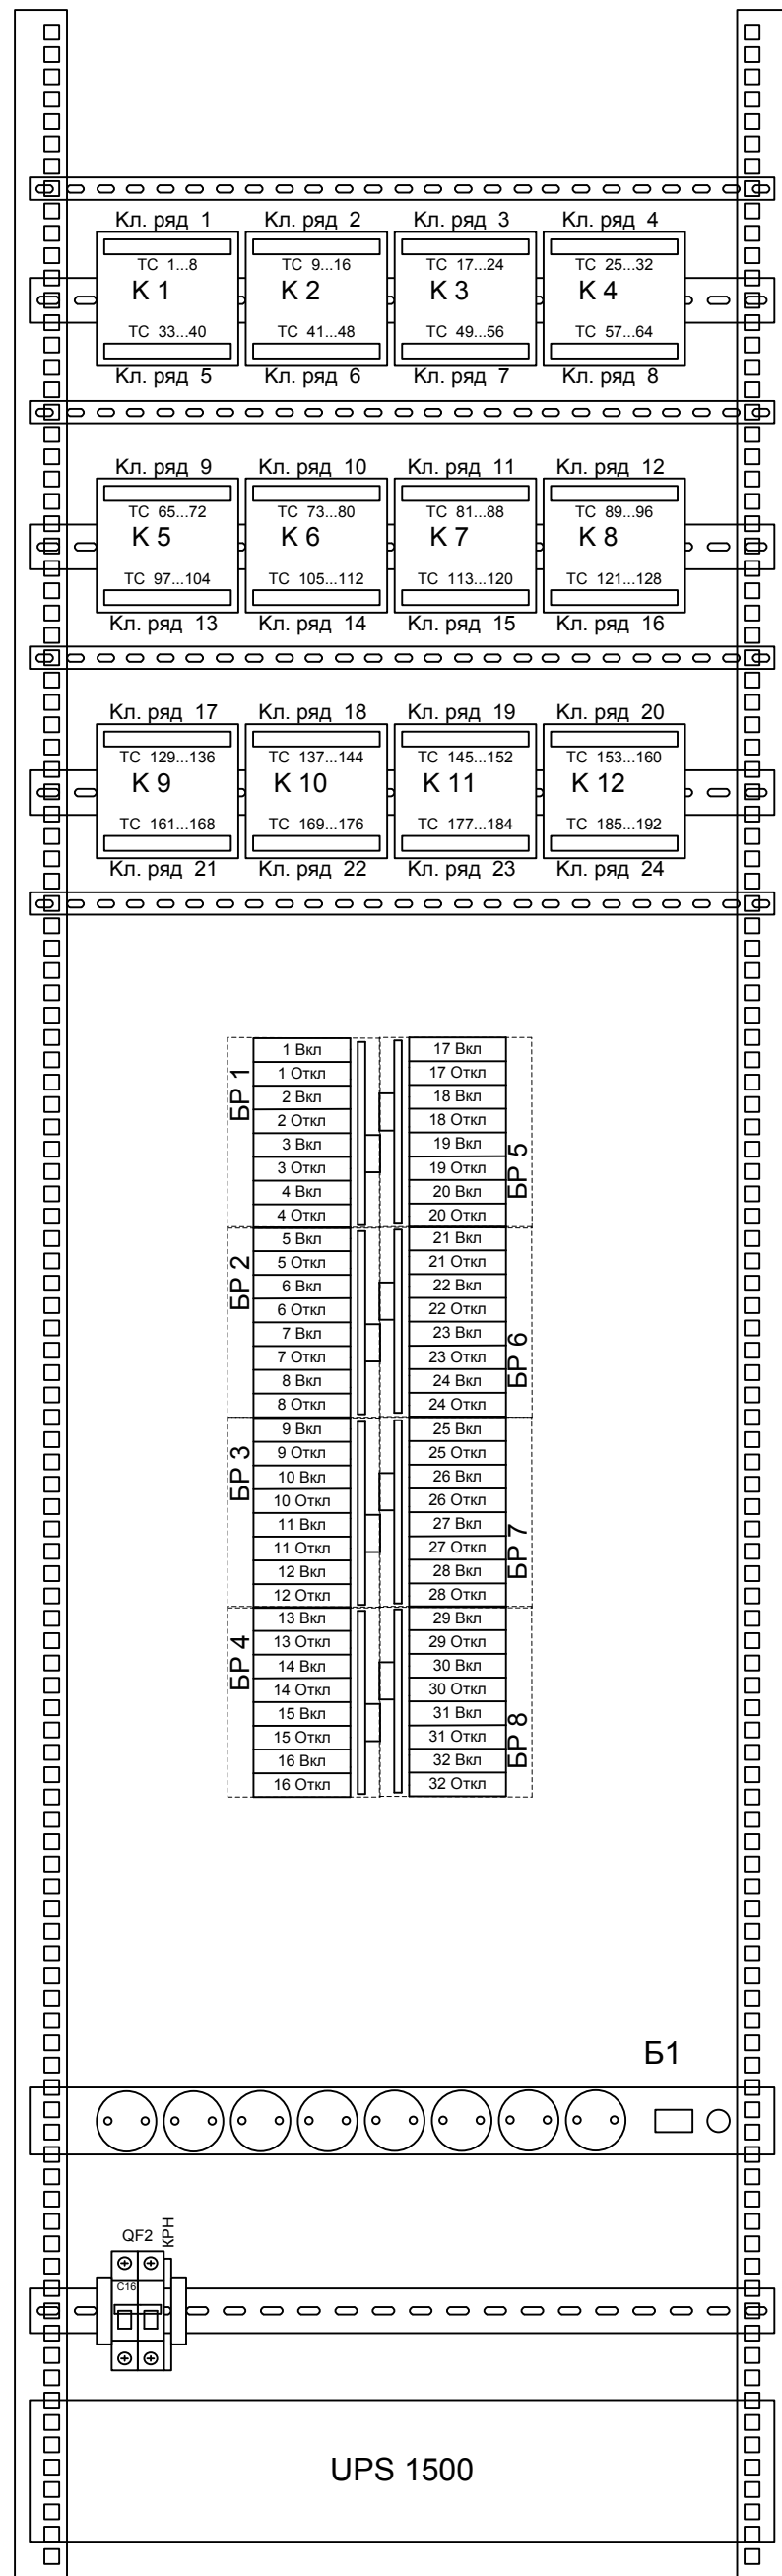 Кл. ряд 1 Кл. ряд 2 Кл. ряд 3 Кл. ряд 4
ТС 1...8 ТС 9...16 ТС 17...24 ТС 25...32
К 1 К 2 К 3 К 4
ТС 33...40 ТС 41...48 ТС 49...56 ТС 57...64
Кл. ряд 5 Кл. ряд 6 Кл. ряд 7 Кл. ряд 8
Кл. ряд 9 Кл. ряд 10 Кл. ряд 11 Кл. ряд 12
ТС 65...72 ТС 73...80 ТС 81...88 ТС 89...96
К 5 К 6 К 7 К 8
ТС 97...104 ТС 105...112 ТС 113...120 ТС 121...128
Кл. ряд 13 Кл. ряд 14 Кл. ряд 15 Кл. ряд 16
Кл. ряд 17 Кл. ряд 18 Кл. ряд 19 Кл. ряд 20
ТС 129...136 ТС 137...144 ТС 145...152 ТС 153...160
К 9 К 10 К 11 К 12
ТС 161...168 ТС 169...176 ТС 177...184 ТС 185...192
Кл. ряд 21 Кл. ряд 22 Кл. ряд 23 Кл. ряд 24
БР 1
1 Вкл
1 Откл
2 Вкл
2 Откл
3 Вкл
3 Откл
4 Вкл
4 Откл
БР 2
5 Вкл
5 Откл
6 Вкл
6 Откл
7 Вкл
7 Откл
8 Вкл
8 Откл
БР 3
9 Вкл
9 Откл
10 Вкл
10 Откл
11 Вкл
11 Откл
12 Вкл
12 Откл
БР 4
13 Вкл
13 Откл
14 Вкл
14 Откл
15 Вкл
15 Откл
16 Вкл
16 Откл
17 Вкл
17 Откл
18 Вкл
18 Откл
19 Вкл
19 Откл
20 Вкл
20 Откл
БР 5
21 Вкл
21 Откл
22 Вкл
22 Откл
23 Вкл
23 Откл
24 Вкл
24 Откл
БР 6
25 Вкл
25 Откл
26 Вкл
26 Откл
27 Вкл
27 Откл
28 Вкл
28 Откл
БР 7
29 Вкл
29 Откл
30 Вкл
30 Откл
31 Вкл
31 Откл
32 Вкл
32 Откл
БР 8
Б1
QF2 КРН
C16
UPS 1500